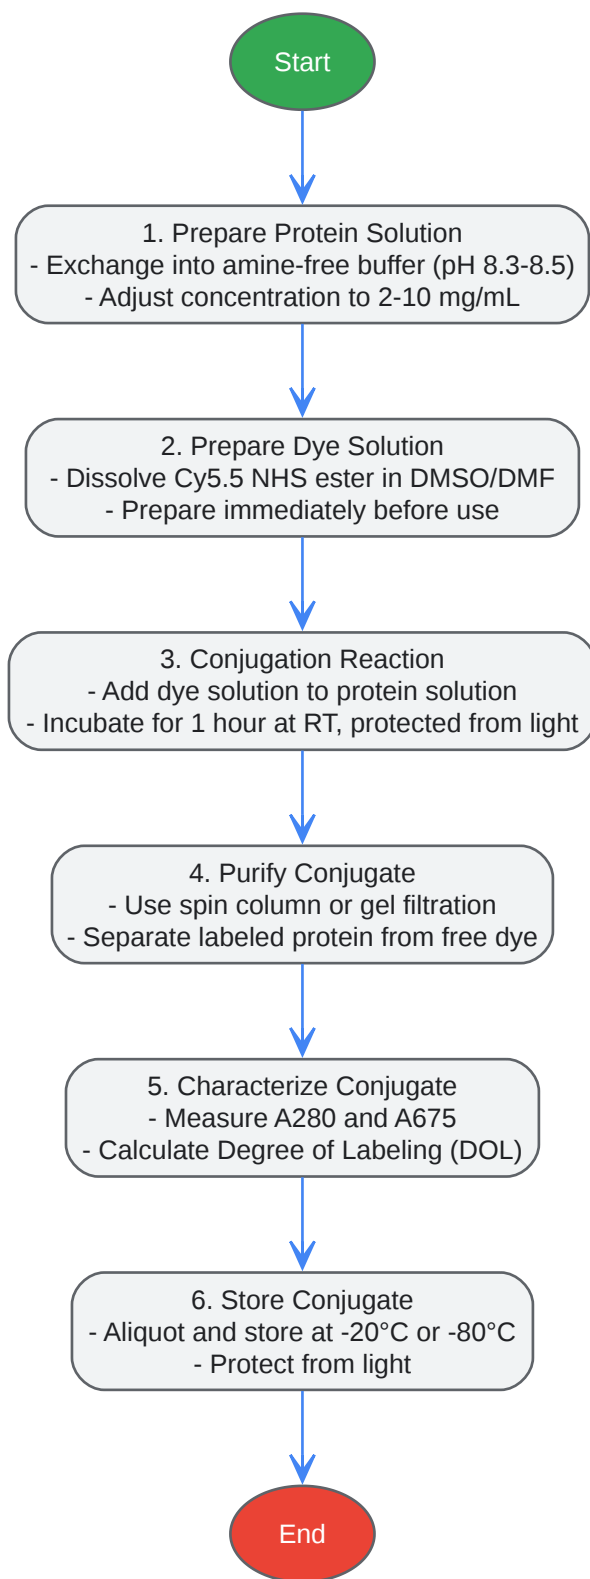 Start
1. Prepare Protein Solution
- Exchange into amine-free buffer (pH 8.3-8.5)
- Adjust concentration to 2-10 mg/mL
2. Prepare Dye Solution
- Dissolve Cy5.5 NHS ester in DMSO/DMF
- Prepare immediately before use
3. Conjugation Reaction
- Add dye solution to protein solution
- Incubate for 1 hour at RT, protected from light
4. Purify Conjugate
- Use spin column or gel filtration
- Separate labeled protein from free dye
5. Characterize Conjugate
- Measure A280 and A675
- Calculate Degree of Labeling (DOL)
6. Store Conjugate
- Aliquot and store at -20°C or -80°C
- Protect from light
End